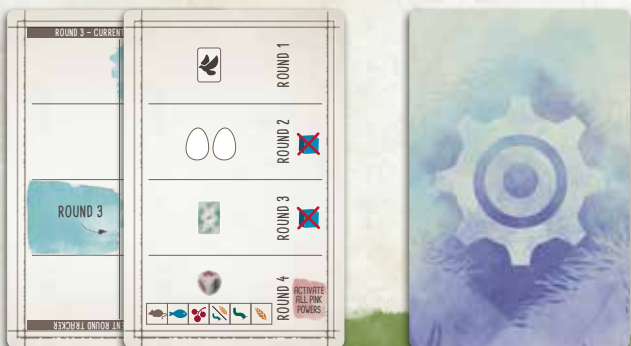 ROUND 3 – CURRENT
ROUND 3
ENT ROUND TRACKER
ROUND 1
ROUND 2
ROUND 3
ROUND 4
ACTIVATE
ALL PINK
POWERS